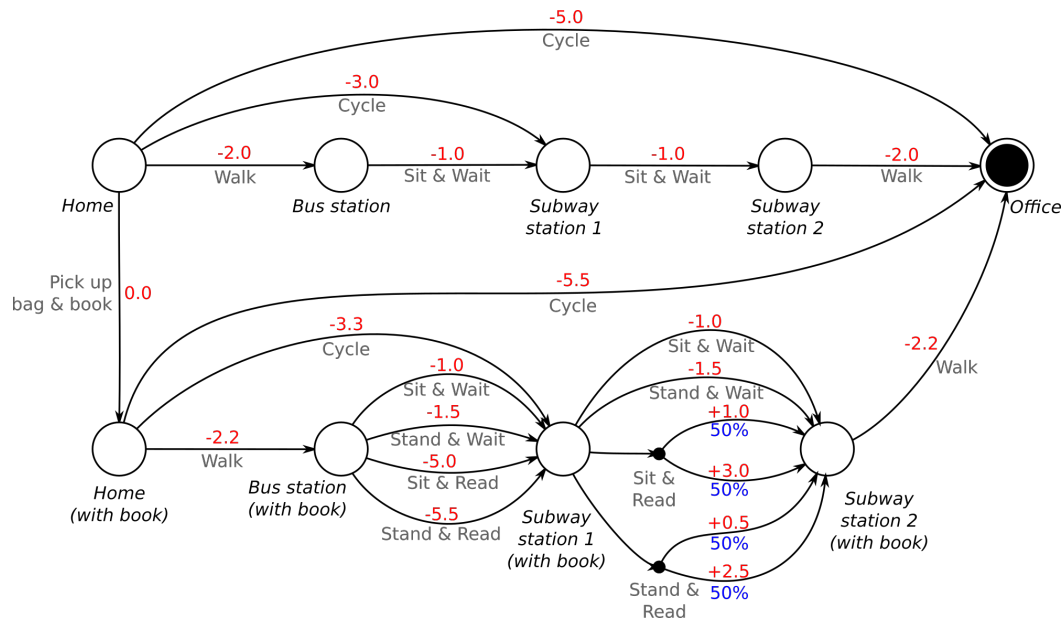 -5.0
Cycle
-3.0
Cycle
-2.0
Walk
-1.0
Sit & Wait
-1.0
Sit & Wait
-2.0
Walk
Home
Bus station
Subway
station 1
Subway
station 2
Office
Pick up
bag & book
0.0
-5.5
Cycle
-3.3
Cycle
-2.2
Walk
-1.0
Sit & Wait
-1.5
Stand & Wait
-5.0
Sit & Read
-5.5
Stand & Read
-1.0
Sit & Wait
-1.5
Stand & Wait
+1.0
50%
Sit &
Read
+3.0
50%
+0.5
50%
Stand &
Read
+2.5
50%
-2.2
Walk
Home
(with book)
Bus station
(with book)
Subway
station 1
(with book)
Subway
station 2
(with book)